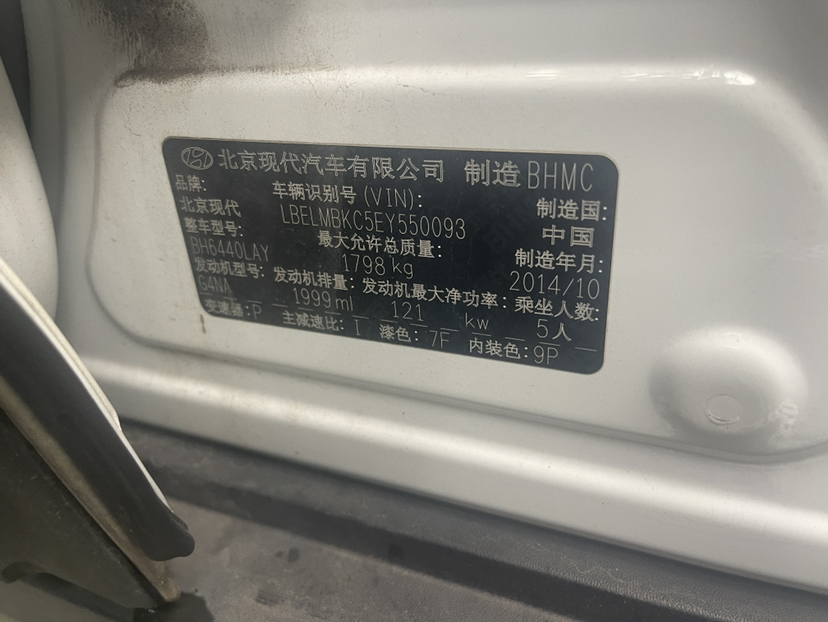 北京现代汽车有限公司 制造 BHMC
品牌: 车辆识别号(VIN): 制造国:
北京现代 LBELMBKC5EY550093 中国
整车型号: 最大允许总质量: 制造年月:
BH6440LAY 1798 kg 2014/10
发动机型号: 发动机排量: 发动机最大净功率: 乘坐人数:
G4NA 1999 ml 121 kw 5人
变速器: P 主减速比: I 漆色: 7F 内装色: 9P